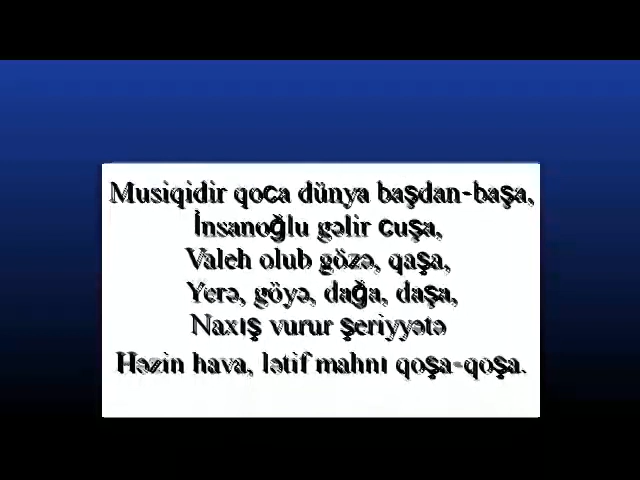 Musiqidir qoca dünya başdan-başa,
İnsanoğlu gəlir cuşa,
Valeh olub gözə, qaşa,
Yerə, göyə, dağa, daşa,
Naxış vurur şeriyyətə
Həzin hava, lətif mahnı qoşa-qoşa.